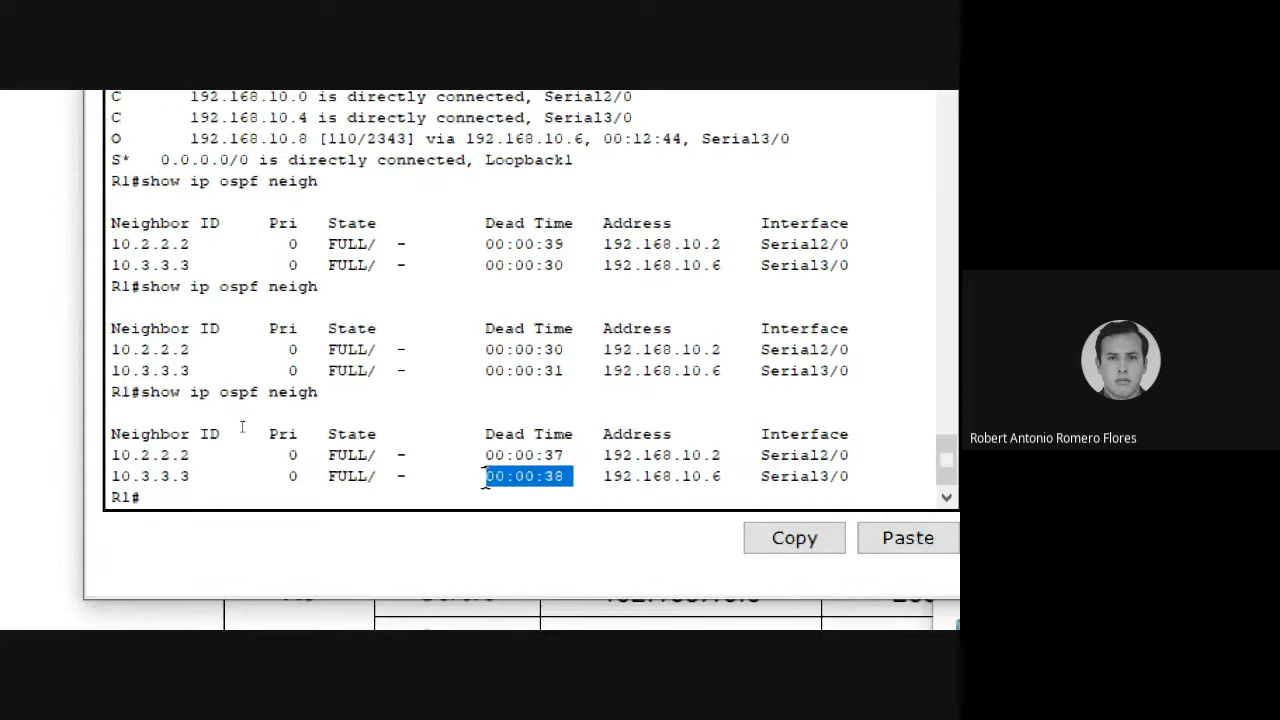 C       192.168.10.0 is directly connected, Serial2/0
C       192.168.10.4 is directly connected, Serial3/0
O       192.168.10.8 [110/2343] via 192.168.10.6, 00:12:44, Serial3/0
S*   0.0.0.0/0 is directly connected, Loopback1
R1#show ip ospf neigh
Neighbor ID     Pri   State           Dead Time   Address         Interface
10.2.2.2          0   FULL/  -        00:00:39    192.168.10.2    Serial2/0
10.3.3.3          0   FULL/  -        00:00:30    192.168.10.6    Serial3/0
R1#show ip ospf neigh
Neighbor ID     Pri   State           Dead Time   Address         Interface
10.2.2.2          0   FULL/  -        00:00:30    192.168.10.2    Serial2/0
10.3.3.3          0   FULL/  -        00:00:31    192.168.10.6    Serial3/0
R1#show ip ospf neigh
Neighbor ID     Pri   State           Dead Time   Address         Interface
10.2.2.2          0   FULL/  -        00:00:37    192.168.10.2    Serial2/0
10.3.3.3          0   FULL/  -        00:00:38    192.168.10.6    Serial3/0
R1#
Copy
Paste
Robert Antonio Romero Flores